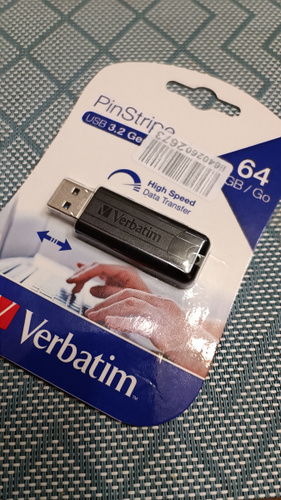 PinStripe
USB 3.2 Ge
64
GB / Go
High Speed
Data Transfer
Verbatim
Verbatim